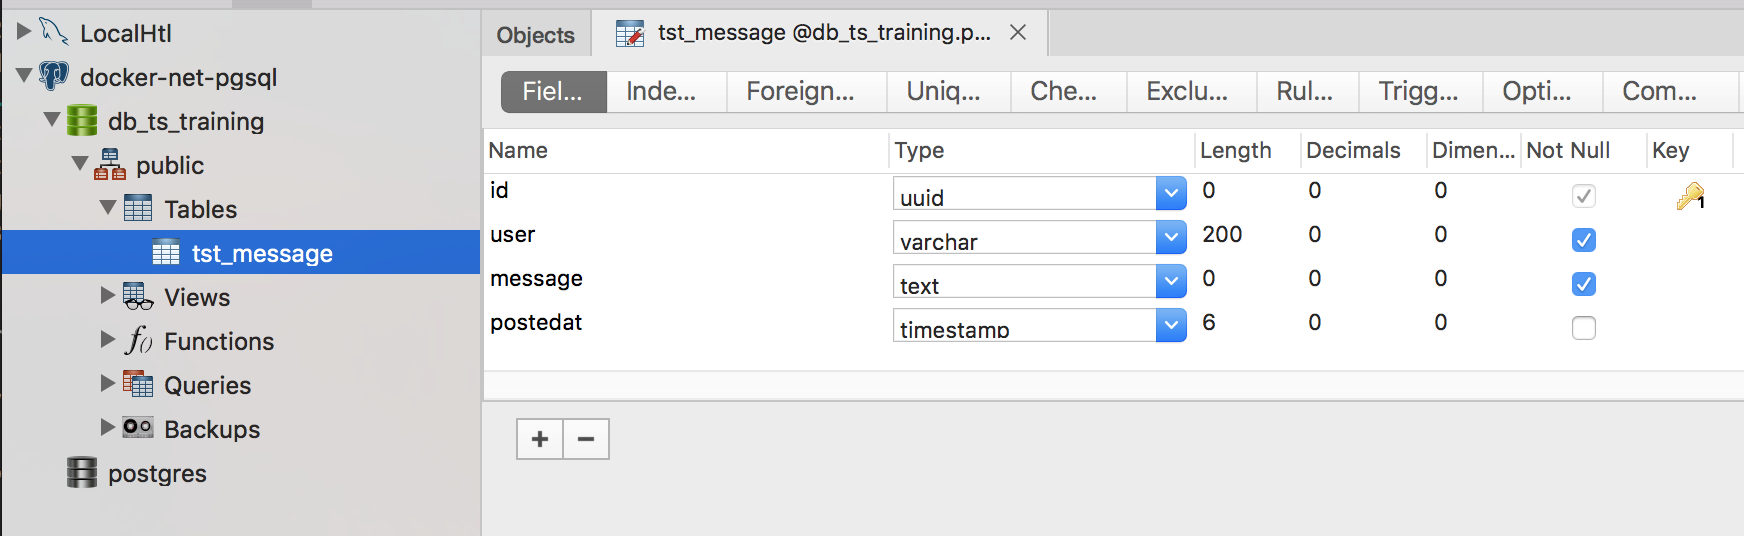 LocalHtl
docker-net-pgsql
db_ts_training
public
Tables
tst_message
Views
f() Functions
Queries
Backups
postgres
Objects tst_message @db_ts_training.p...
Fiel... Inde... Foreign... Uniq... Che... Exclu... Rul... Trigg... Opti... Com...
Name Type Length Decimals Dimen... Not Null Key
id uuid 0 0 0 1
user varchar 200 0 0
message text 0 0 0
postedat timestamp 6 0 0